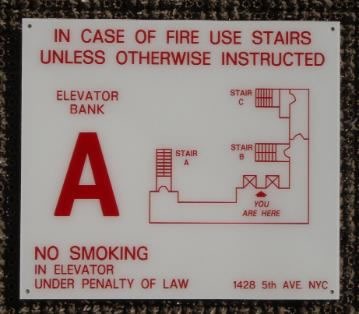 IN CASE OF FIRE USE STAIRS
UNLESS OTHERWISE INSTRUCTED
ELEVATOR
BANK
A
STAIR
C
STAIR
A
STAIR
B
YOU
ARE HERE
NO SMOKING
IN ELEVATOR
UNDER PENALTY OF LAW
1428 5th AVE. NYC